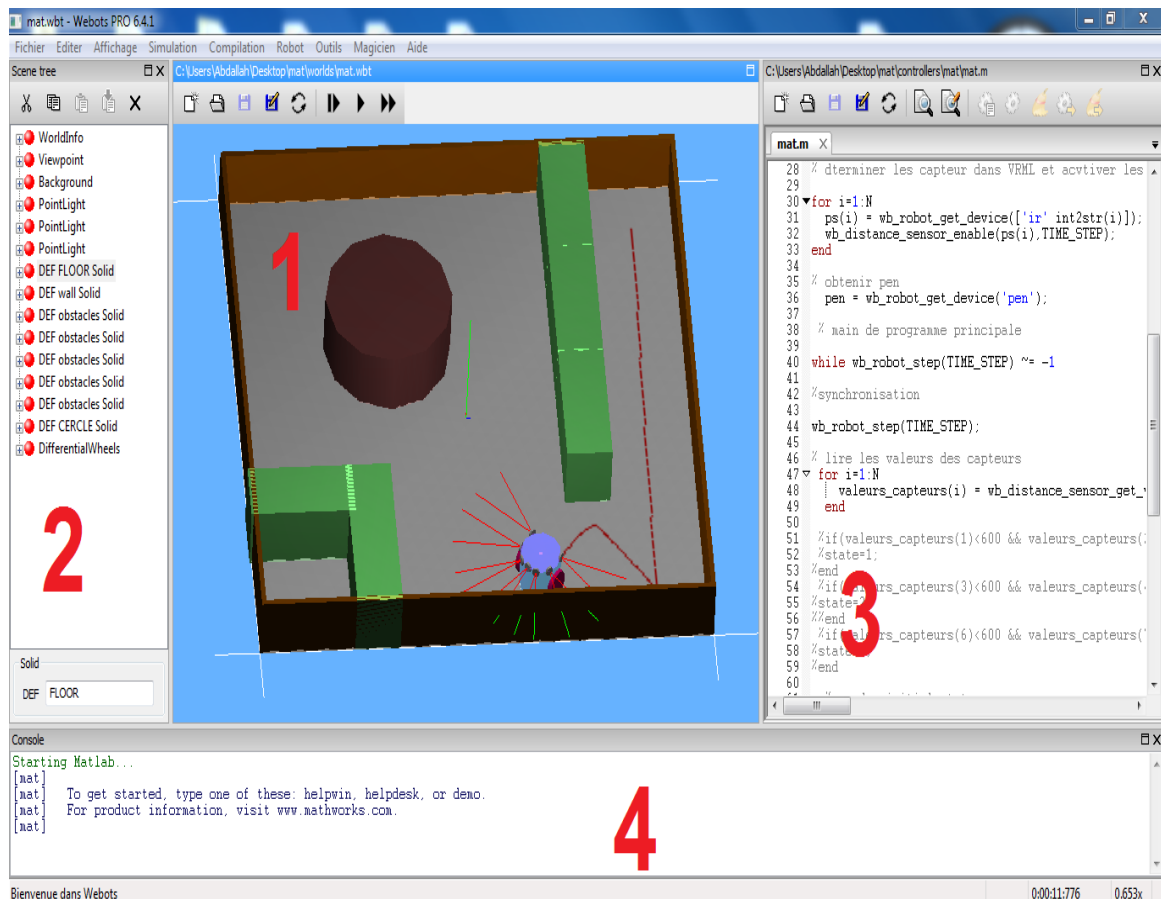 mat.wbt - Webots PRO 6.4.1
Fichier Editer Affichage Simulation Compilation Robot Outils Magicien Aide
Scene tree
WorldInfo
Viewpoint
Background
PointLight
PointLight
PointLight
DEF FLOOR Solid
DEF wall Solid
DEF obstacles Solid
DEF obstacles Solid
DEF obstacles Solid
DEF obstacles Solid
DEF obstacles Solid
DEF CERCLE Solid
DifferentialWheels
2
Solid
DEF FLOOR
C:\Users\Abdallah\Desktop\mat\worlds\mat.wbt
1
C:\Users\Abdallah\Desktop\mat\controllers\mat\mat.m
mat.m
28 % dterminer les capteur dans VRML et acvtiver les
29
30 for i=1:N
31 ps(i) = wb_robot_get_device(['ir' int2str(i)]);
32 wb_distance_sensor_enable(ps(i),TIME_STEP);
33 end
34
35 % obtenir pen
36 pen = wb_robot_get_device('pen');
37
38 % main de programme principale
39
40 while wb_robot_step(TIME_STEP) ~= -1
41
42 %synchronisation
43
44 wb_robot_step(TIME_STEP);
45
46 % lire les valeurs des capteurs
47 for i=1:N
48 valeurs_capteurs(i) = wb_distance_sensor_get_
49 end
50
51 %if(valeurs_capteurs(1)<600 && valeurs_capteurs(
52 %state=1;
53 %end
54 %if(valeurs_capteurs(3)<600 && valeurs_capteurs(
55 %state=
56 %%end
57 %if(valeurs_capteurs(6)<600 && valeurs_capteurs(
58 %state
59 %end
60
3
Console
Starting Matlab...
[mat]
[mat] To get started, type one of these: helpwin, helpdesk, or demo.
[mat] For product information, visit www.mathworks.com.
[mat]
4
Bienvenue dans Webots
0:00:11:776 0.653x